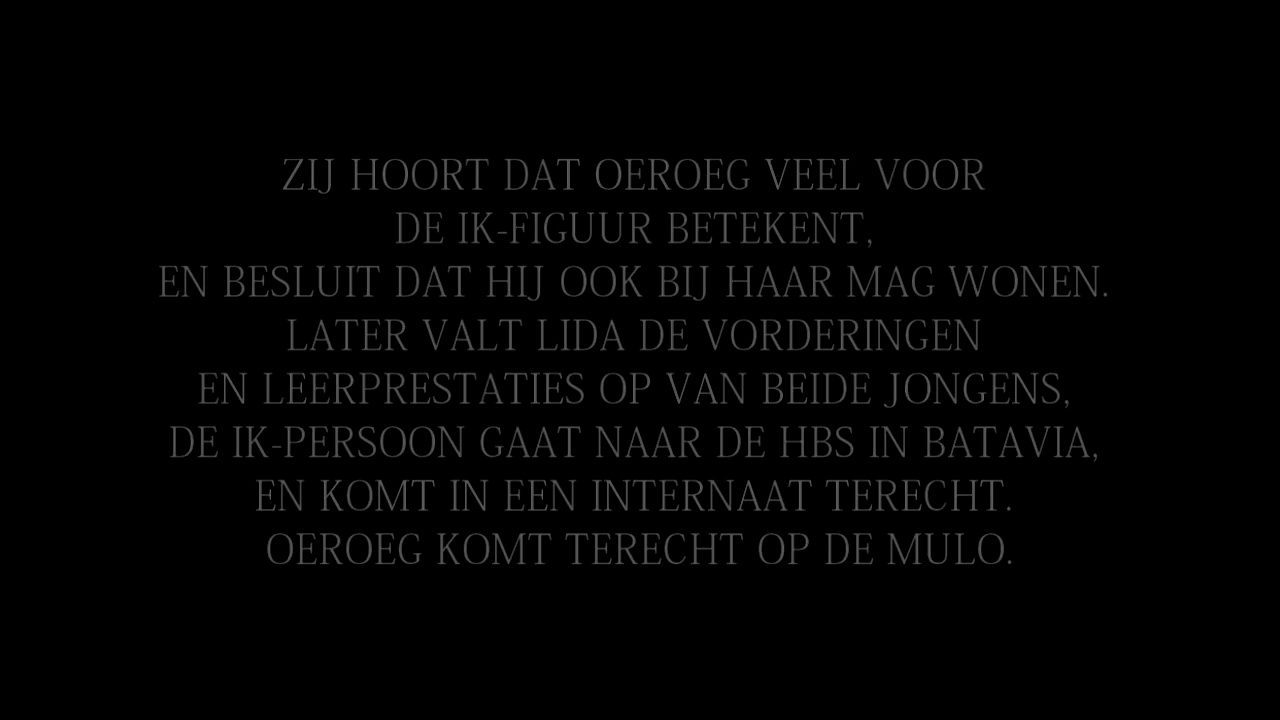 ZIJ HOORT DAT OEROEG VEEL VOOR
DE IK-FIGUUR BETEKENT,
EN BESLUIT DAT HIJ OOK BIJ HAAR MAG WONEN.
LATER VALT LIDA DE VORDERINGEN
EN LEERPRESTATIES OP VAN BEIDE JONGENS,
DE IK-PERSOON GAAT NAAR DE HBS IN BATAVIA,
EN KOMT IN EEN INTERNAAT TERECHT.
OEROEG KOMT TERECHT OP DE MULO.